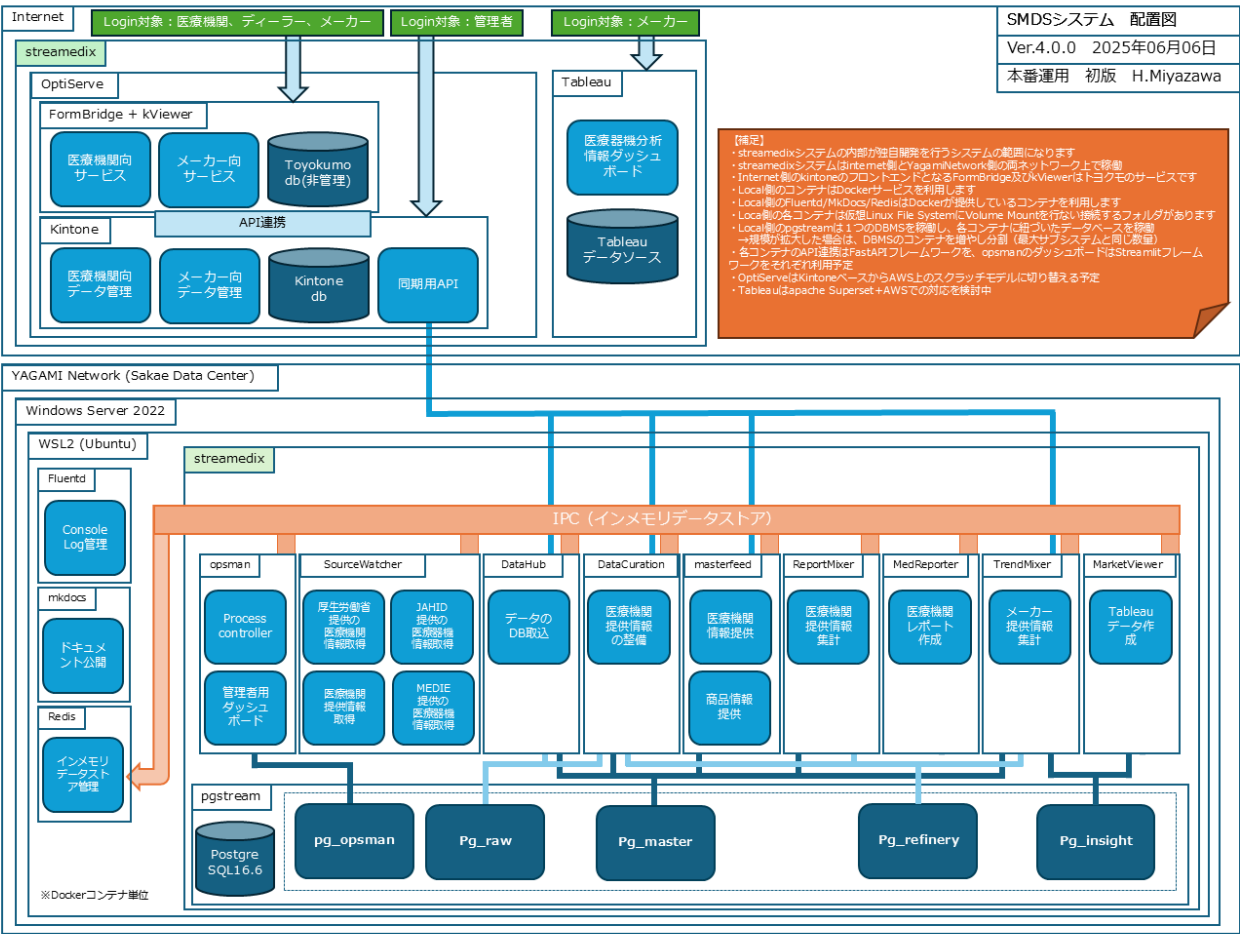 Internet
Login対象：医療機関、ディーラー、メーカー
Login対象：管理者
Login対象：メーカー
SMDSシステム　配置図
Ver.4.0.0　2025年06月06日
本番運用　初版　H.Miyazawa
streamedix
OptiServe
FormBridge + kViewer
医療機関向
サービス
メーカー向
サービス
Toyokumo
db(非管理)
API連携
Kintone
医療機関向
データ管理
メーカー向
データ管理
Kintone
db
同期用API
Tableau
医療器機分析
情報ダッシュ
ボード
Tableau
データソース
【補足】
・streamedixシステムの内部が独自開発を行うシステムの範囲になります
・streamedixシステムはinternet側とYagamiNetwork側の両ネットワーク上で稼働
・Internet側のkintoneのフロントエンドとなるFormBridge及びkViewerはトヨクモのサービスです
・Local側のコンテナはDockerサービスを利用します
・Local側のFluentd/MkDocs/RedisはDockerが提供しているコンテナを利用します
・Loca側の各コンテナは仮想Linux File SystemにVolume Mountを行ない接続するフォルダがあります
・Local側のpgstreamは１つのDBMSを稼働し、各コンテナに紐づいたデータベースを稼働
→規模が拡大した場合は、DBMSのコンテナを増やし分割（最大サブシステムと同じ数量）
・各コンテナのAPI連携はFastAPIフレームワークを、opsmanのダッシュボードはStreamlitフレーム
ワークをそれぞれ利用予定
・OptiServeはKintoneベースからAWS上のスクラッチモデルに切り替える予定
・Tableauはapache Superset+AWSでの対応を検討中
YAGAMI Network (Sakae Data Center)
Windows Server 2022
WSL2 (Ubuntu)
Fluentd
Console
Log管理
mkdocs
ドキュメ
ント公開
Redis
インメモリ
データスト
ア管理
※Dockerコンテナ単位
streamedix
IPC（インメモリデータストア）
opsman
Process
controller
管理者用
ダッシュ
ボード
SourceWatcher
厚生労働省
提供の
医療機関
情報取得
JAHID
提供の
医療器機
情報取得
医療機関
提供情報
取得
MEDIE
提供の
医療器機
情報取得
DataHub
データの
DB取込
DataCuration
医療機関
提供情報
の整備
masterfeed
医療機関
情報提供
商品情報
提供
ReportMixer
医療機関
提供情報
集計
MedReporter
医療機関
レポート
作成
TrendMixer
メーカー
提供情報
集計
MarketViewer
Tableau
データ作
成
pgstream
Postgre
SQL16.6
pg_opsman
Pg_raw
Pg_master
Pg_refinery
Pg_insight